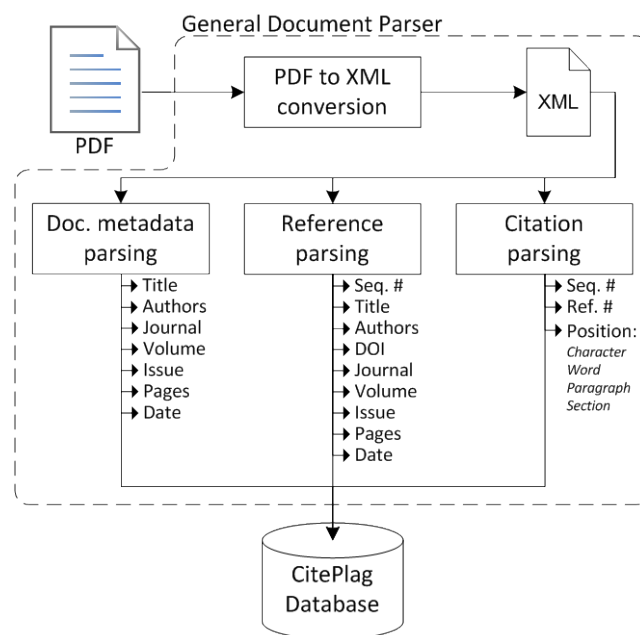 General Document Parser
PDF
PDF to XML
conversion
XML
Doc. metadata
parsing
Title
Authors
Journal
Volume
Issue
Pages
Date
Reference
parsing
Seq. #
Title
Authors
DOI
Journal
Volume
Issue
Pages
Date
Citation
parsing
Seq. #
Ref. #
Position:
Character
Word
Paragraph
Section
CitePlag
Database